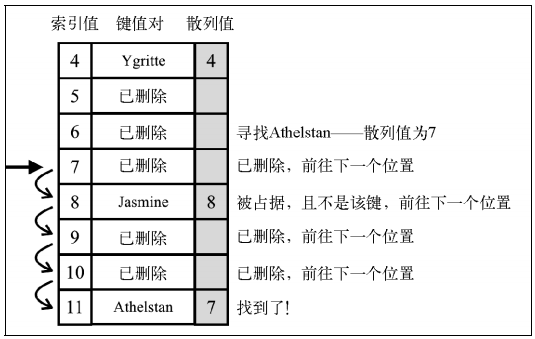 索引值 键值对 散列值
4 Ygritte 4
5 已删除
6 已删除 寻找Athelstan——散列值为7
7 已删除 已删除，前往下一个位置
8 Jasmine 8 被占据，且不是该键，前往下一个位置
9 已删除 已删除，前往下一个位置
10 已删除 已删除，前往下一个位置
11 Athelstan 7 找到了!